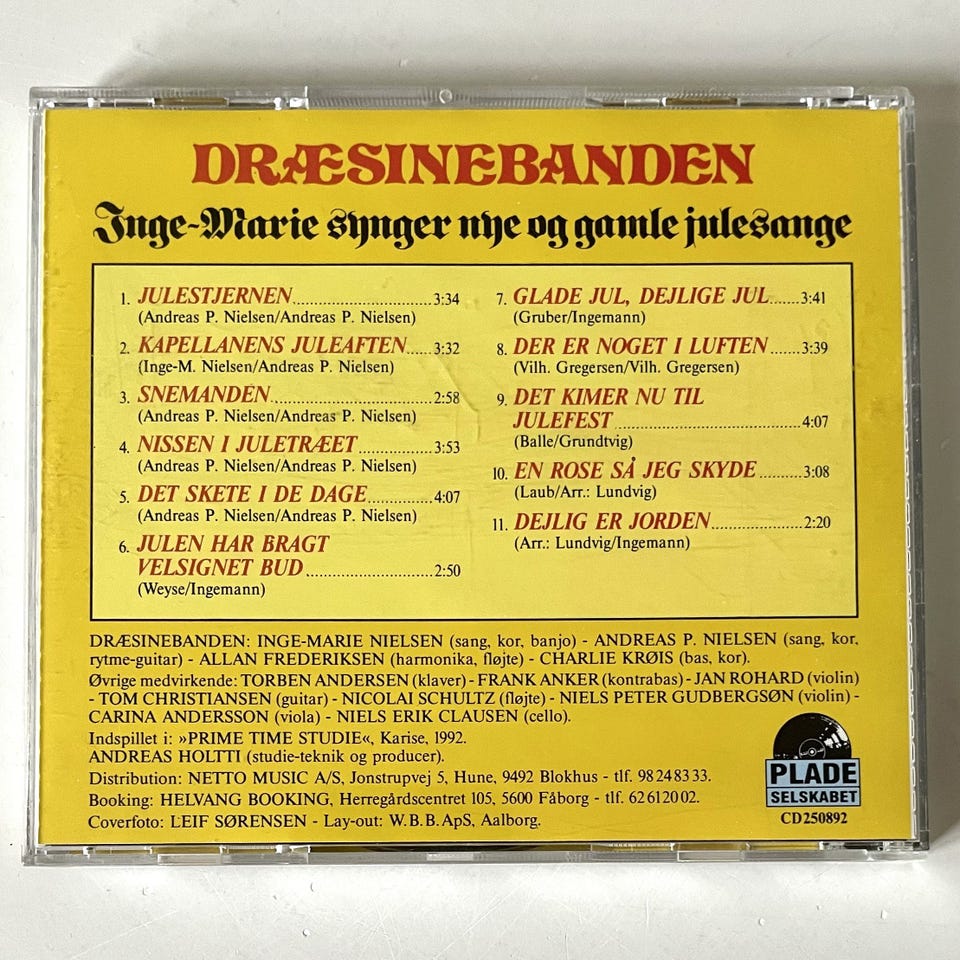 DRÆSINEBANDEN
Inge-Marie synger nye og gamle julesange
1. JULESTJERNEN..............................3:34
(Andreas P. Nielsen/Andreas P. Nielsen)
2. KAPELLANENS JULEAFTEN......3:32
(Inge-M. Nielsen/Andreas P. Nielsen)
3. SNEMANDEN...................................2:58
(Andreas P. Nielsen/Andreas P. Nielsen)
4. NISSEN I JULETRÆET................3:53
(Andreas P. Nielsen/Andreas P. Nielsen)
5. DET SKETE I DE DAGE..............4:07
(Andreas P. Nielsen/Andreas P. Nielsen)
6. JULEN HAR BRAGT
VELSIGNET BUD...........................2:50
(Weyse/Ingemann)
7. GLADE JUL, DEJLIGE JUL......3:41
(Gruber/Ingemann)
8. DER ER NOGET I LUFTEN.......3:39
(Vilh. Gregersen/Vilh. Gregersen)
9. DET KIMER NU TIL
JULEFEST.........................................4:07
(Balle/Grundtvig)
10. EN ROSE SÅ JEG SKYDE.........3:08
(Laub/Arr.: Lundvig)
11. DEJLIG ER JORDEN....................2:20
(Arr.: Lundvig/Ingemann)
DRÆSINEBANDEN: INGE-MARIE NIELSEN (sang, kor, banjo) - ANDREAS P. NIELSEN (sang, kor,
rytme-guitar) - ALLAN FREDERIKSEN (harmonika, fløjte) - CHARLIE KRØIS (bas, kor).
Øvrige medvirkende: TORBEN ANDERSEN (klaver) - FRANK ANKER (kontrabas) - JAN ROHARD (violin)
- TOM CHRISTIANSEN (guitar) - NICOLAI SCHULTZ (fløjte) - NIELS PETER GUDBERGSØN (violin) -
CARINA ANDERSSON (viola) - NIELS ERIK CLAUSEN (cello).
Indspillet i: »PRIME TIME STUDIE«, Karise, 1992.
ANDREAS HOLTTI (studie-teknik og producer).
Distribution: NETTO MUSIC A/S, Jonstrupvej 5, Hune, 9492 Blokhus - tlf. 98 24 83 33.
Booking: HELVANG BOOKING, Herregårdscentret 105, 5600 Fåborg - tlf. 62 61 20 02.
Coverfoto: LEIF SØRENSEN - Lay-out: W.B.B. ApS, Aalborg.
PLADE
SELSKABET
CD 250892